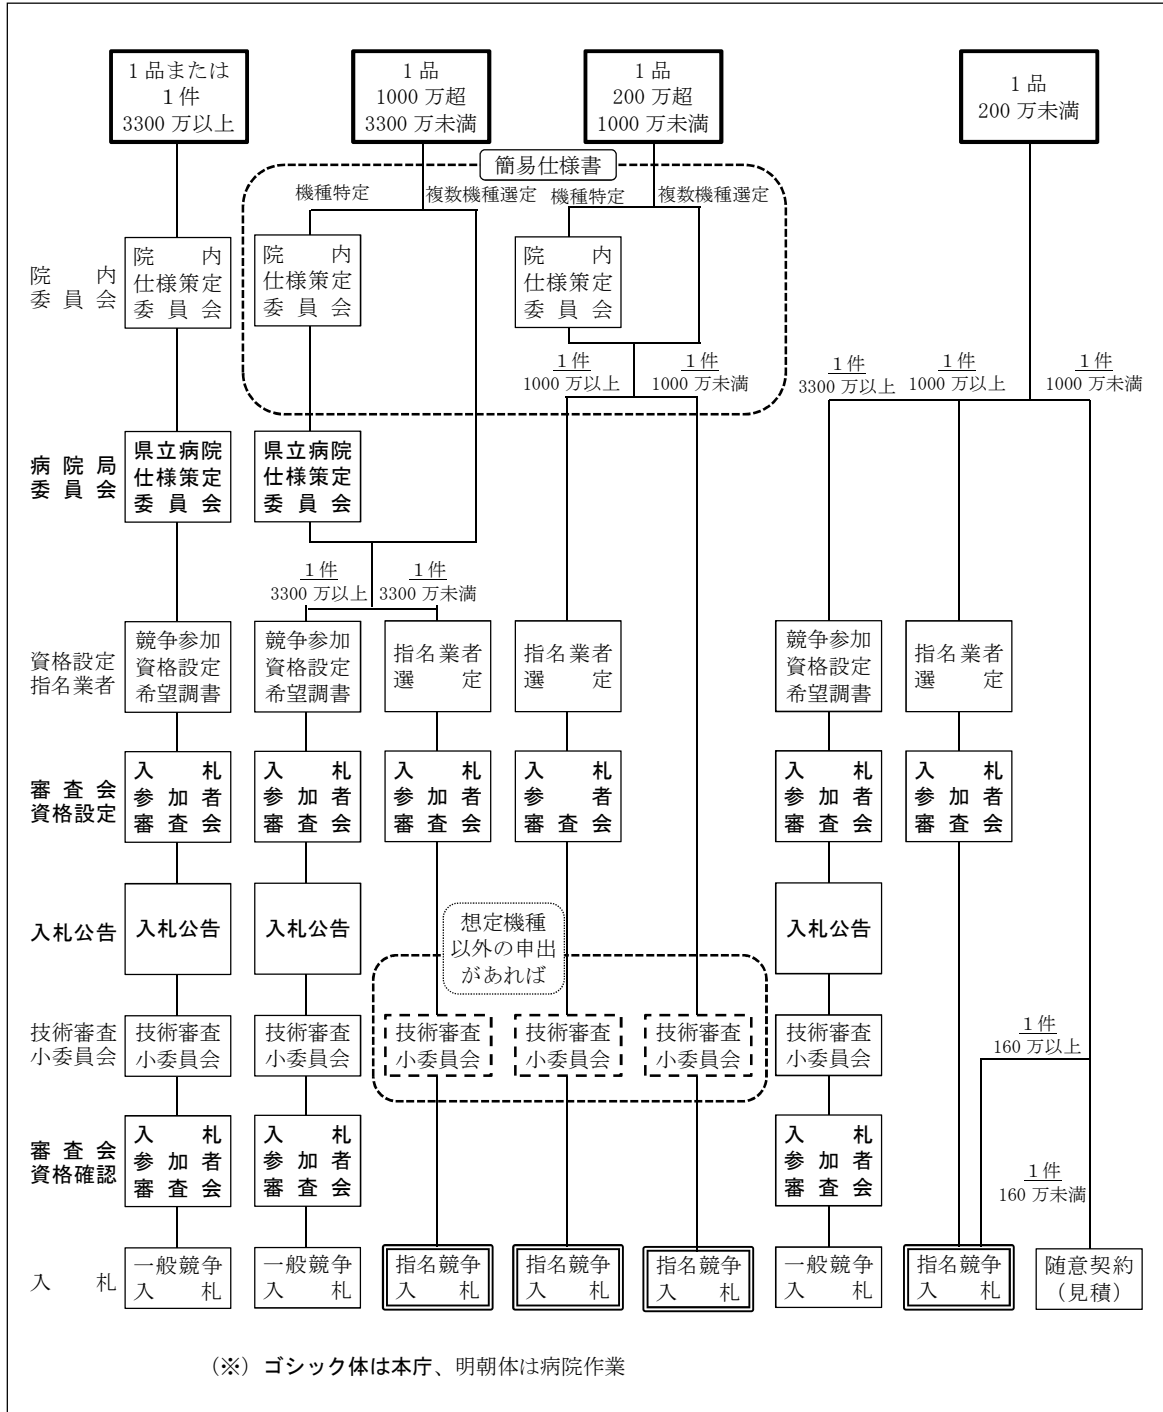 1品または
1件
3300万以上
1品
1000万超
3300万未満
1品
200万超
1000万未満
1品
200万未満
簡易仕様書
機種特定
複数機種選定
機種特定
複数機種選定
院内
委員会
院内
仕様策定
委員会
院内
仕様策定
委員会
院内
仕様策定
委員会
1件
1000万以上
1件
1000万未満
1件
3300万以上
1件
1000万以上
1件
1000万未満
病院局
委員会
県立病院
仕様策定
委員会
県立病院
仕様策定
委員会
1件
3300万以上
1件
3300万未満
資格設定
指名業者
競争参加
資格設定
希望調書
競争参加
資格設定
希望調書
指名業者
選定
指名業者
選定
競争参加
資格設定
希望調書
指名業者
選定
審査会
資格設定
入札
参加者
審査会
入札
参加者
審査会
入札
参加者
審査会
入札
参者
審査会
入札
参加者
審査会
入札
参加者
審査会
入札公告
入札公告
入札公告
想定機種
以外の申出
があれば
入札公告
技術審査
小委員会
技術審査
小委員会
技術審査
小委員会
技術審査
小委員会
技術審査
小委員会
技術審査
小委員会
技術審査
小委員会
1件
160万以上
審査会
資格確認
入札
参加者
審査会
入札
参加者
審査会
入札
参加者
審査会
1件
160万未満
入札
一般競争
入札
一般競争
入札
指名競争
入札
指名競争
入札
指名競争
入札
一般競争
入札
指名競争
入札
随意契約
(見積)
(※)ゴシック体は本庁、明朝体は病院作業